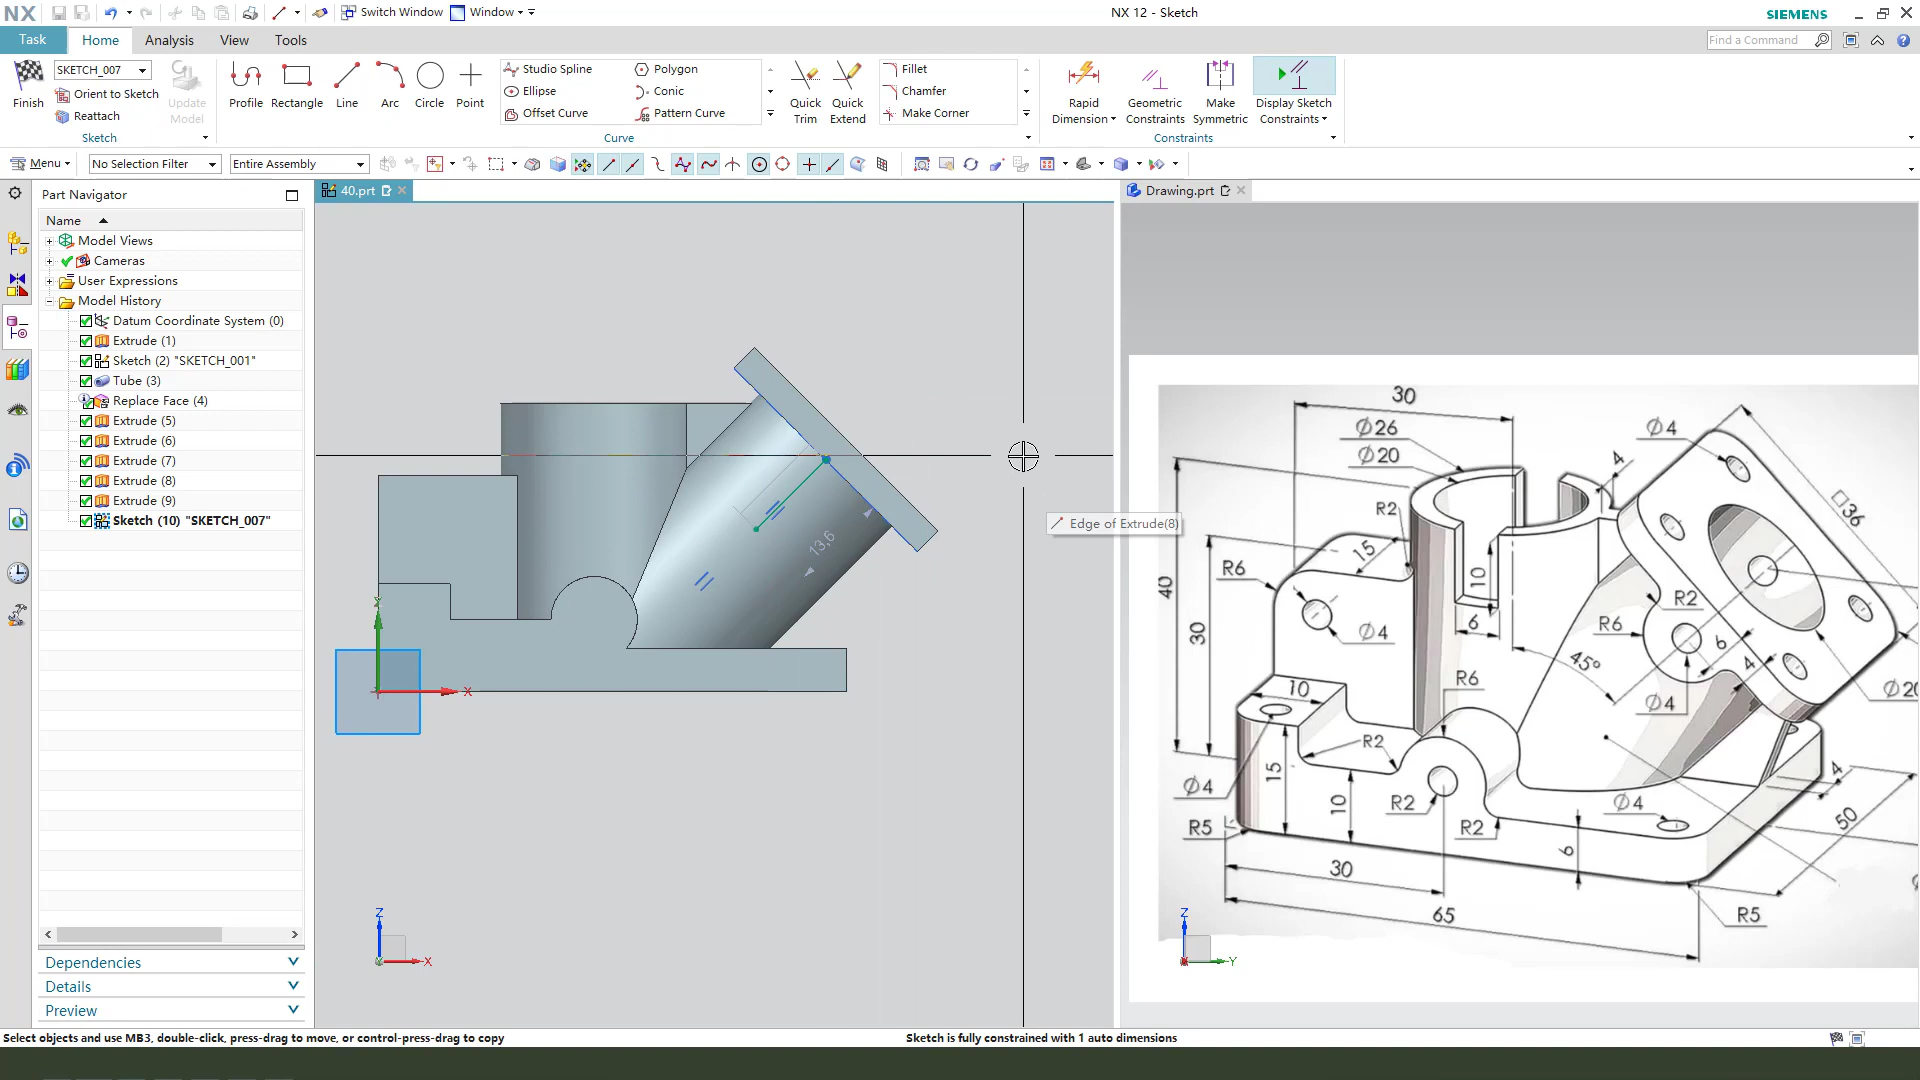 NX
Switch Window
Window
NX 12 - Sketch
SIEMENS
Task
Home
Analysis
View
Tools
Find a Command
SKETCH_007
Orient to Sketch
Reattach
Finish
Update
Model
Profile
Rectangle
Line
Arc
Circle
Point
Studio Spline
Ellipse
Offset Curve
Polygon
Conic
Pattern Curve
Quick
Trim
Quick
Extend
Fillet
Chamfer
Make Corner
Rapid
Dimension
Geometric
Constraints
Make
Symmetric
Display Sketch
Constraints
Sketch
Curve
Constraints
Menu
No Selection Filter
Entire Assembly
Part Navigator
40.prt
Drawing.prt
Name
Model Views
Cameras
User Expressions
Model History
Datum Coordinate System (0)
Extrude (1)
Sketch (2) "SKETCH_001"
Tube (3)
Replace Face (4)
Extrude (5)
Extrude (6)
Extrude (7)
Extrude (8)
Extrude (9)
Sketch (10) "SKETCH_007"
Dependencies
Details
Preview
13,6
Edge of Extrude(8)
Z
X
Z
X
30
Ø26
Ø20
Ø4
4
□36
R2
15
R6
10
40
30
Ø4
6
R2
R6
6
45°
4
Ø4
Ø20
10
R6
R2
Ø4
15
10
R2
R2
Ø4
4
50
R5
6
30
65
R5
Z
Y
Select objects and use MB3, double-click, press-drag to move, or control-press-drag to copy
Sketch is fully constrained with 1 auto dimensions